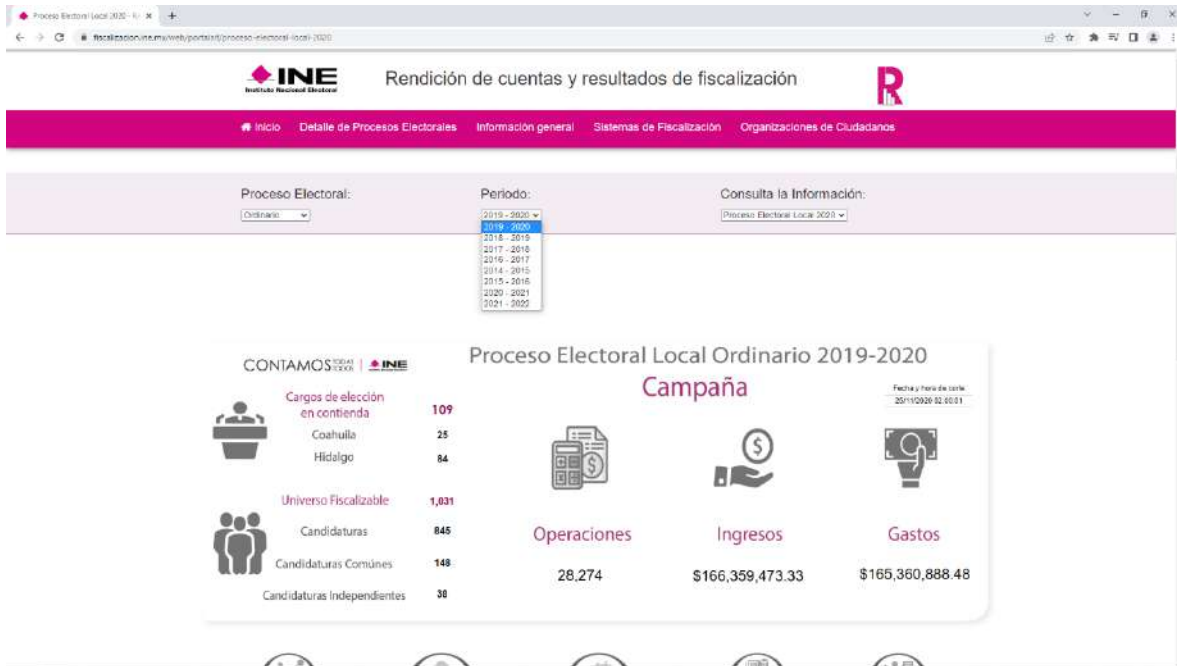 Proceso Electoral Local 2020 -
fiscalizacion.ine.mx/web/portalsif/proceso-electoral-local-2020
INE
Instituto Nacional Electoral
Rendición de cuentas y resultados de fiscalización
R
Inicio Detalle de Procesos Electorales Información general Sistemas de Fiscalización Organizaciones de Ciudadanos
Proceso Electoral: Periodo: Consulta la Información:
Ordinario 2019 - 2020 Proceso Electoral Local 2020
2019 - 2020
2018 - 2019
2017 - 2018
2016 - 2017
2014 - 2015
2015 - 2016
2020 - 2021
2021 - 2022
CONTAMOS TODAS TODOS | INE
Proceso Electoral Local Ordinario 2019-2020
Campaña
Fecha y hora de corte
25/11/2020 02:00:01
Cargos de elección
en contienda 109
Coahuila 25
Hidalgo 84
Universo Fiscalizable 1,031
Candidaturas 845
Candidaturas Comúnes 148
Candidaturas Independientes 38
Operaciones Ingresos Gastos
28,274 $166,359,473.33 $165,360,888.48